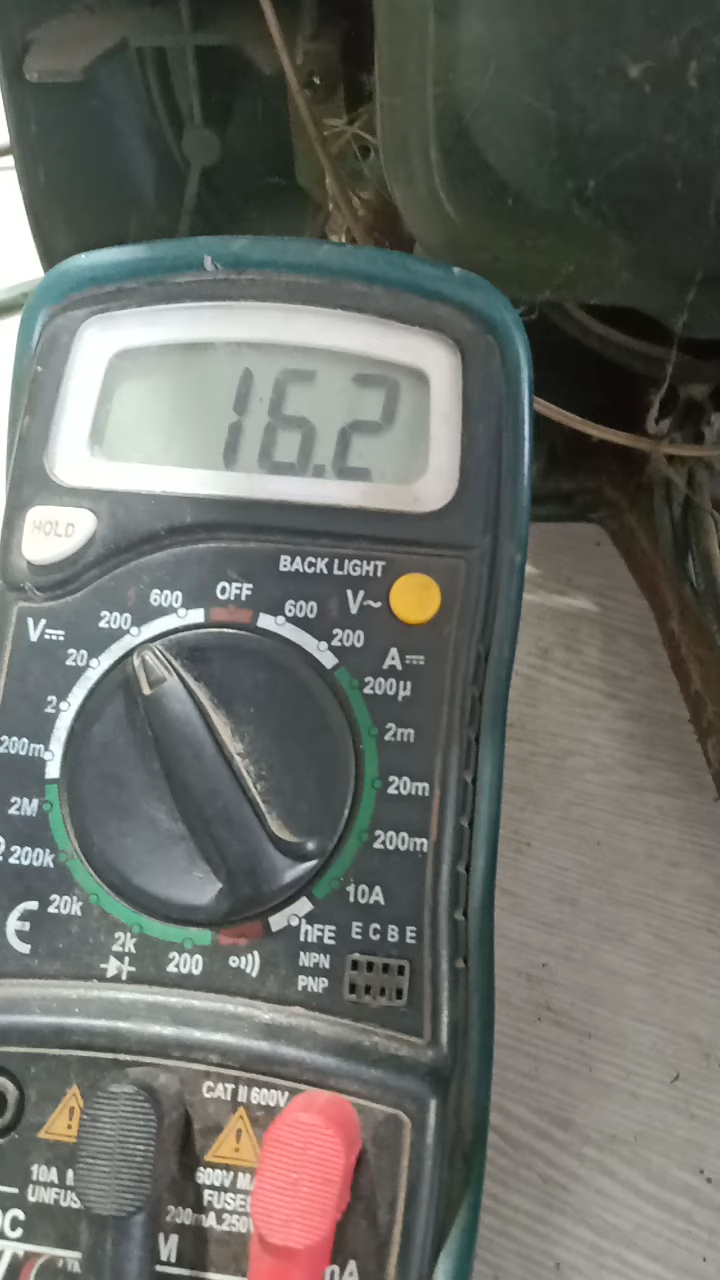 16.2
HOLD
BACK LIGHT
OFF
600
600
V~
200
200
V⎓
A⎓
20
200µ
2
2m
200m
20m
2M
200m
200k
10A
20k
hFE
E C B E
2k
200
NPN
PNP
CAT II 600V
10A
600V
UNFUS
FUSE
200mA,250